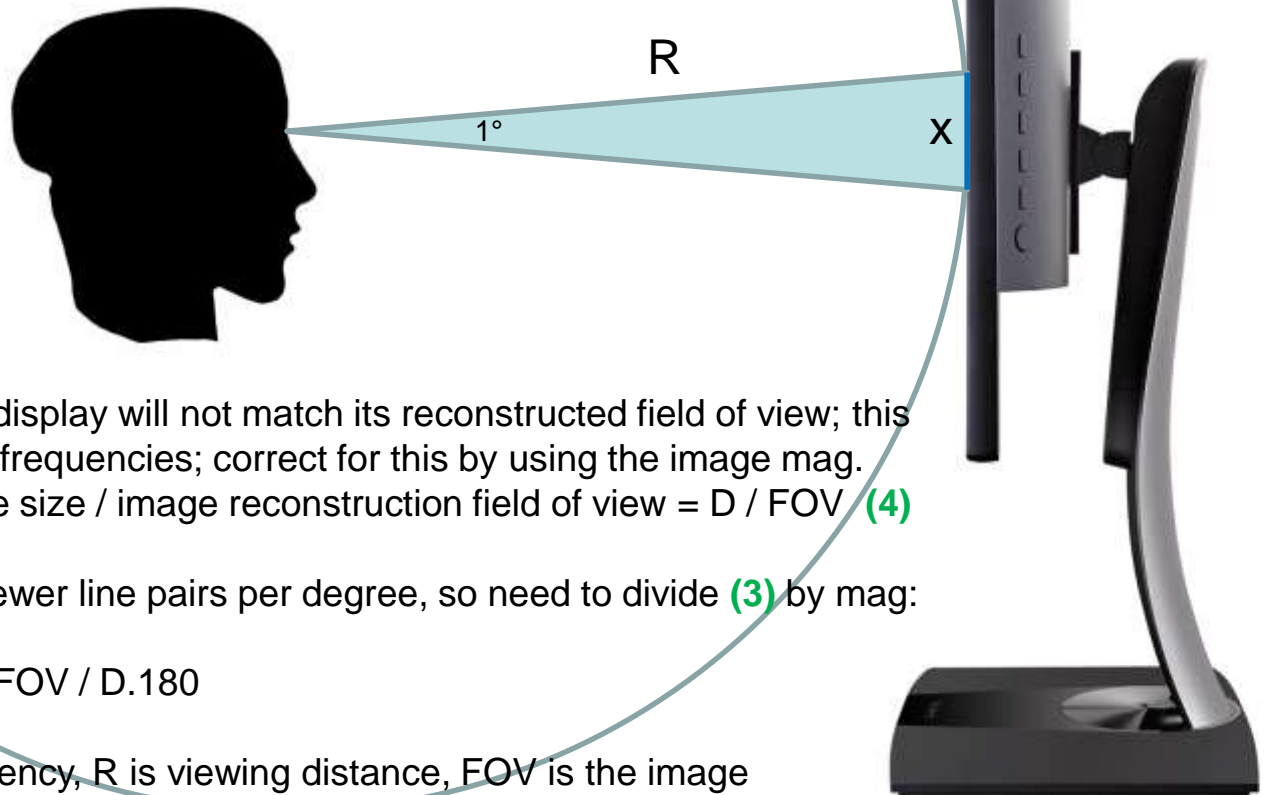 R
1°
x
display will not match its reconstructed field of view; this
frequencies; correct for this by using the image mag.
size / image reconstruction field of view = D / FOV (4)
line pairs per degree, so need to divide (3) by mag:
FOV / D.180
R is viewing distance, FOV is the image